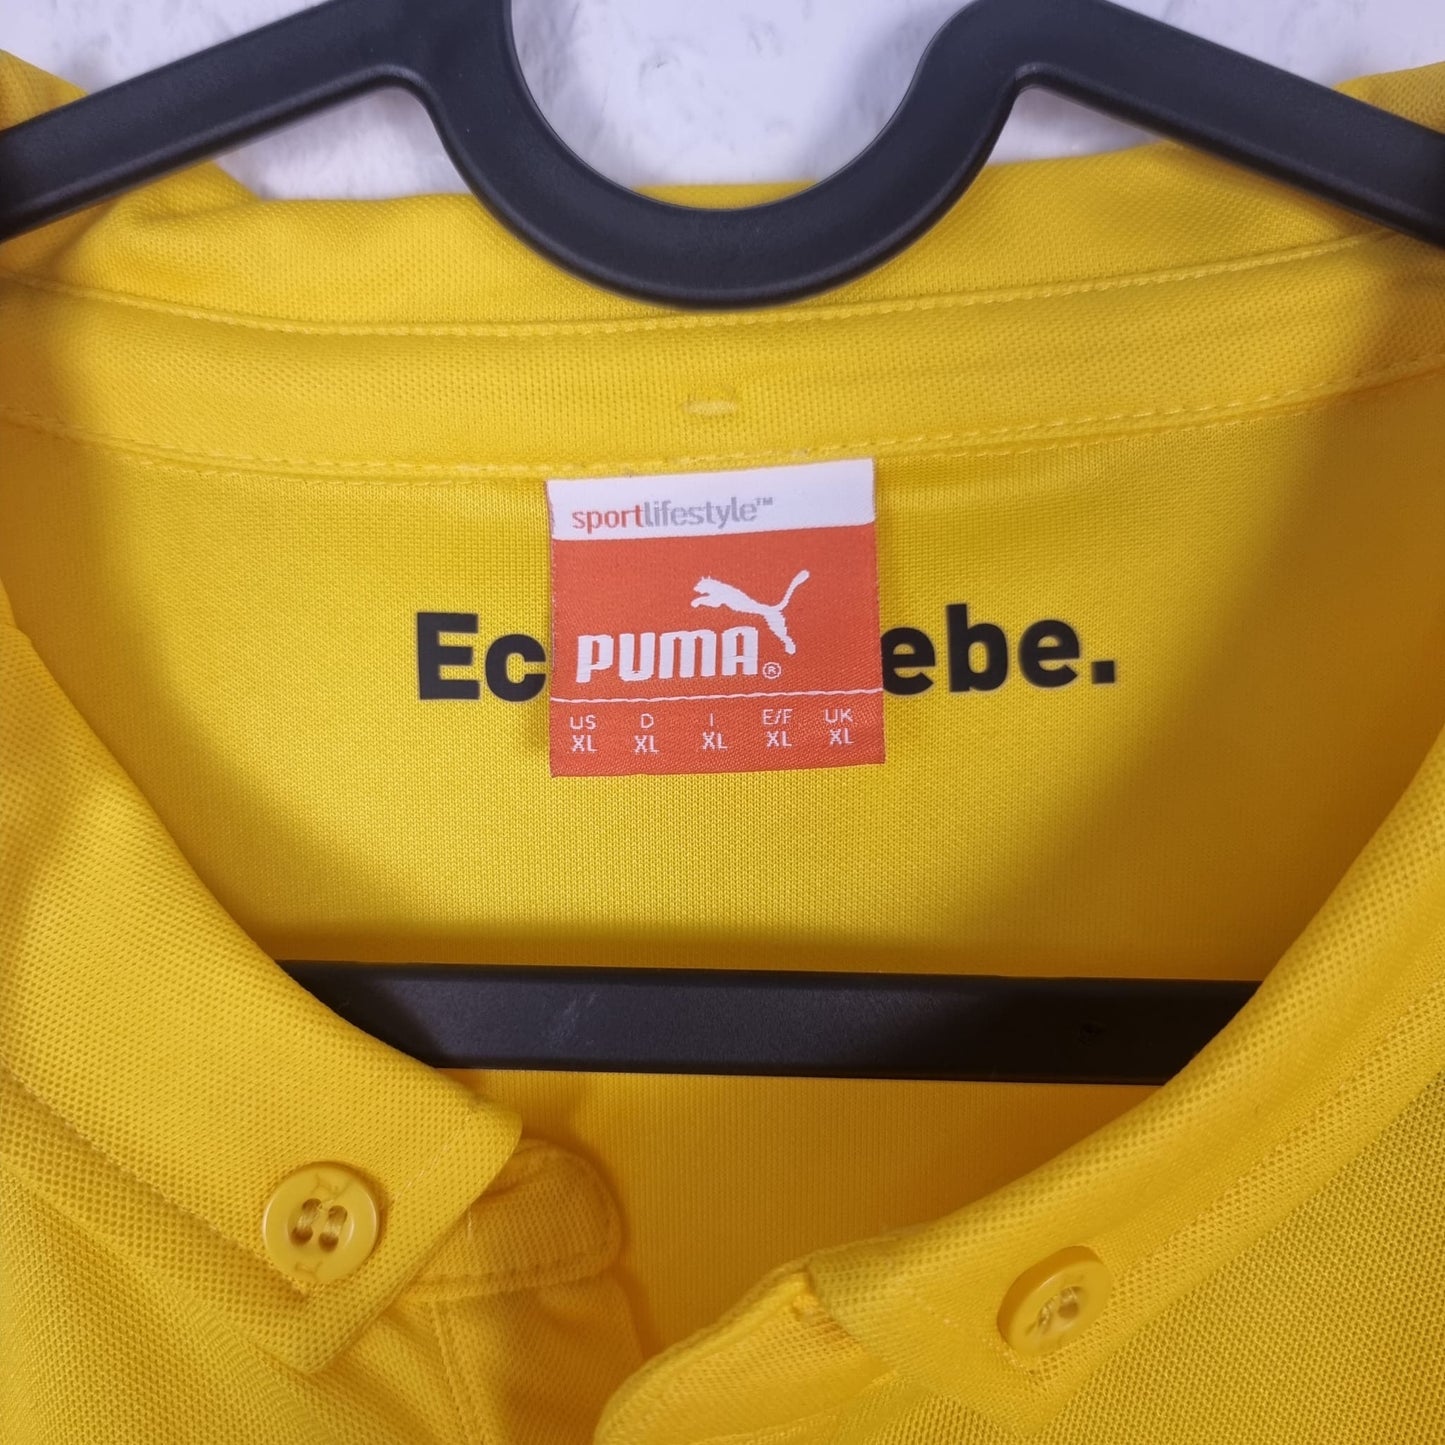 sportlifestyle™
PUMA®
Ec ebe.
US D I E/F UK
XL XL XL XL XL